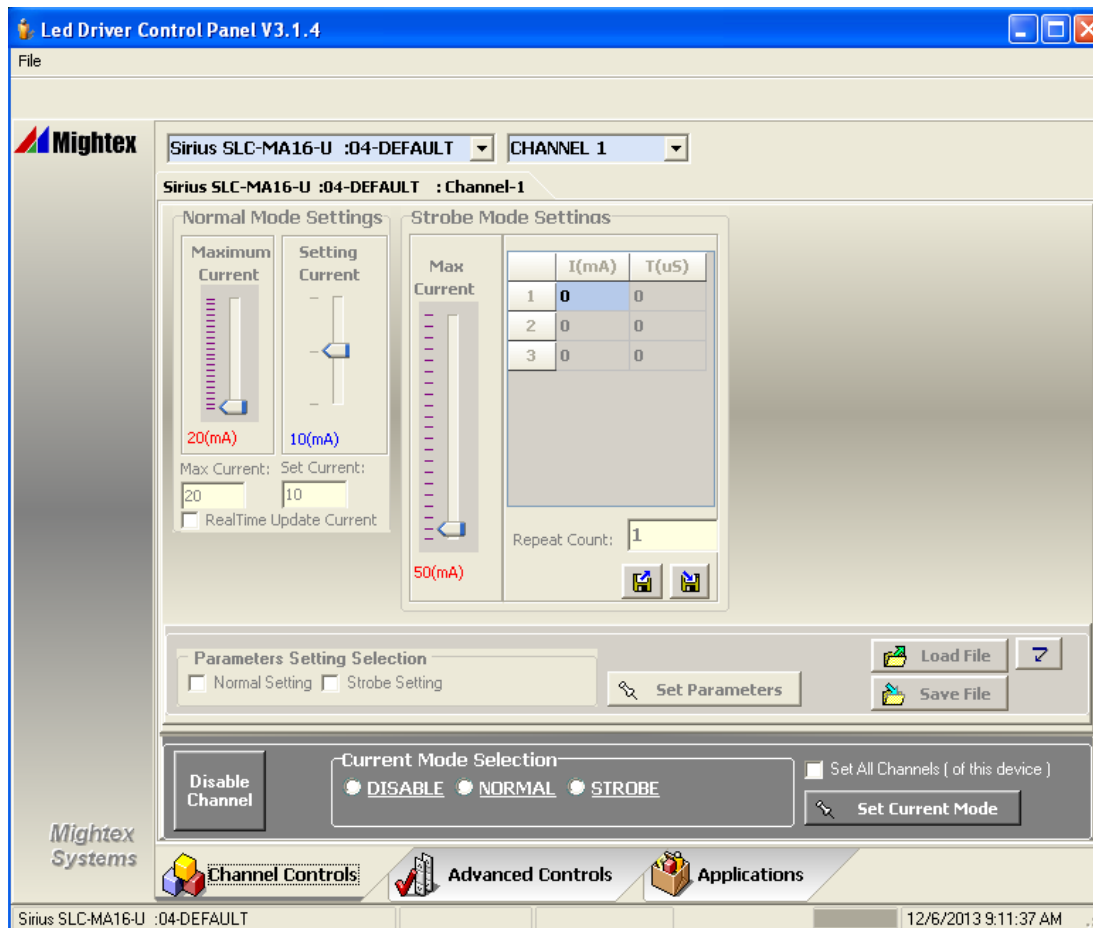 Led Driver Control Panel V3.1.4
File
Mightex
Sirius SLC-MA16-U :04-DEFAULT CHANNEL 1
Sirius SLC-MA16-U :04-DEFAULT : Channel-1
Normal Mode Settings
Maximum Current
Setting Current
20(mA)
10(mA)
Max Current: Set Current:
20 10
RealTime Update Current
Strobe Mode Settings
Max Current
50(mA)
I(mA) T(uS)
1 0 0
2 0 0
3 0 0
Repeat Count: 1
Parameters Setting Selection
Normal Setting Strobe Setting
Set Parameters
Load File
Save File
Disable Channel
Current Mode Selection
DISABLE NORMAL STROBE
Set All Channels ( of this device )
Set Current Mode
Mightex
Systems
Channel Controls Advanced Controls Applications
Sirius SLC-MA16-U :04-DEFAULT 12/6/2013 9:11:37 AM